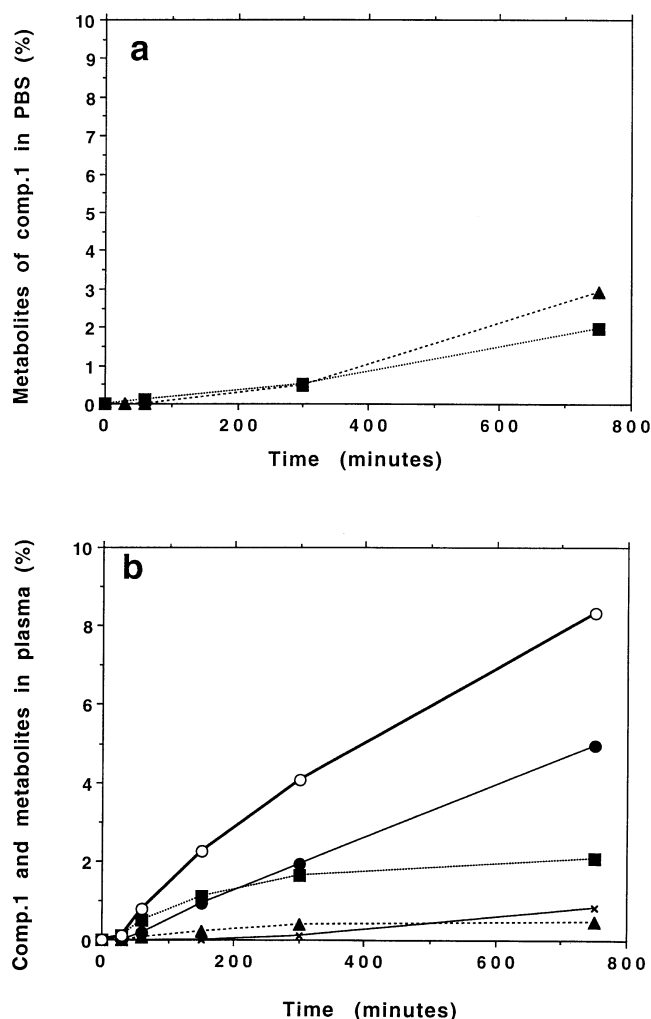 10
a
9
8
7
6
5
4
3
2
1
0
Metabolites of comp.1 in PBS (%)
0 200 400 600 800
Time (minutes)
10
b
8
6
4
2
0
Comp.1 and metabolites in plasma (%)
0 200 400 600 800
Time (minutes)